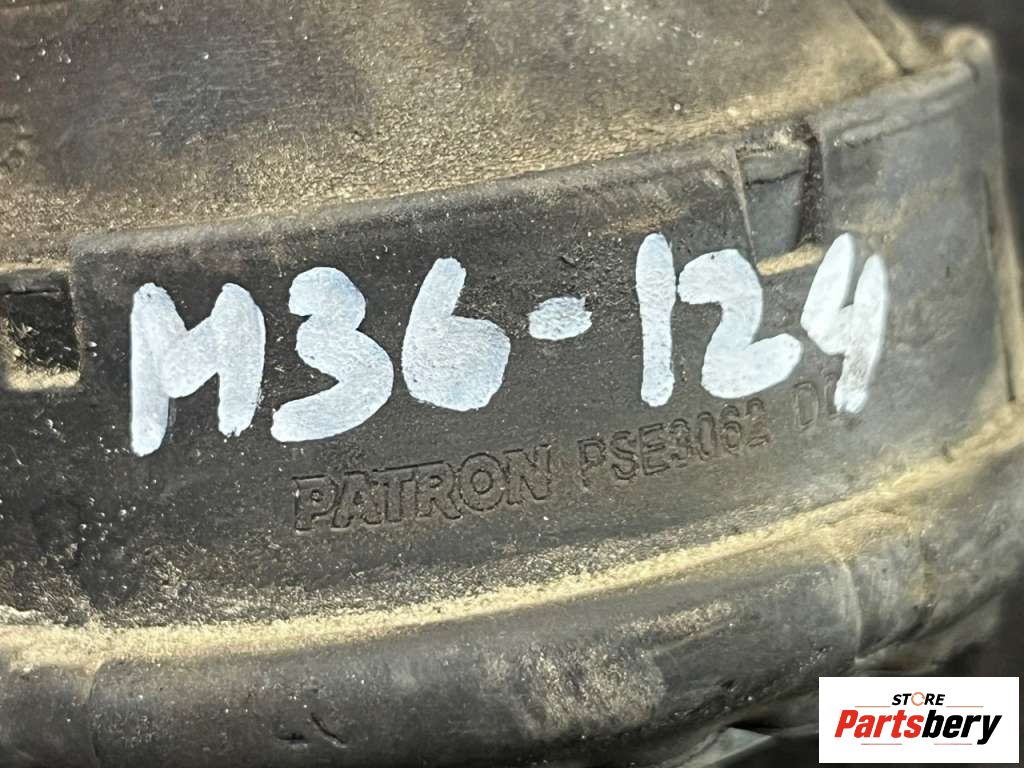 M36-124
PATRON PSE3062
STORE
Partsbery